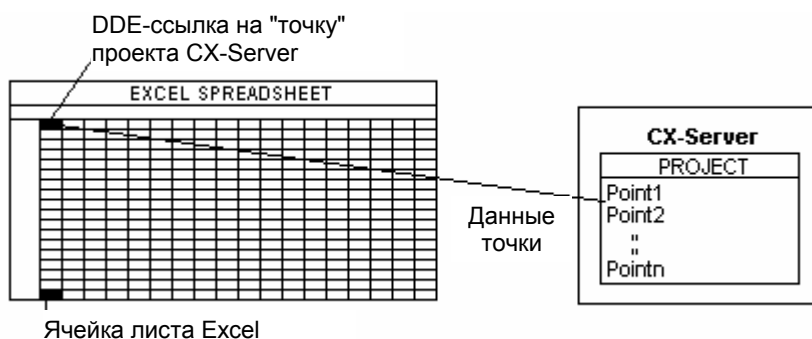 DDE-ссылка на "точку"
проекта CX-Server
EXCEL SPREADSHEET
CX-Server
PROJECT
Point1
Point2
"
"
Pointn
Данные
точки
Ячейка листа Excel